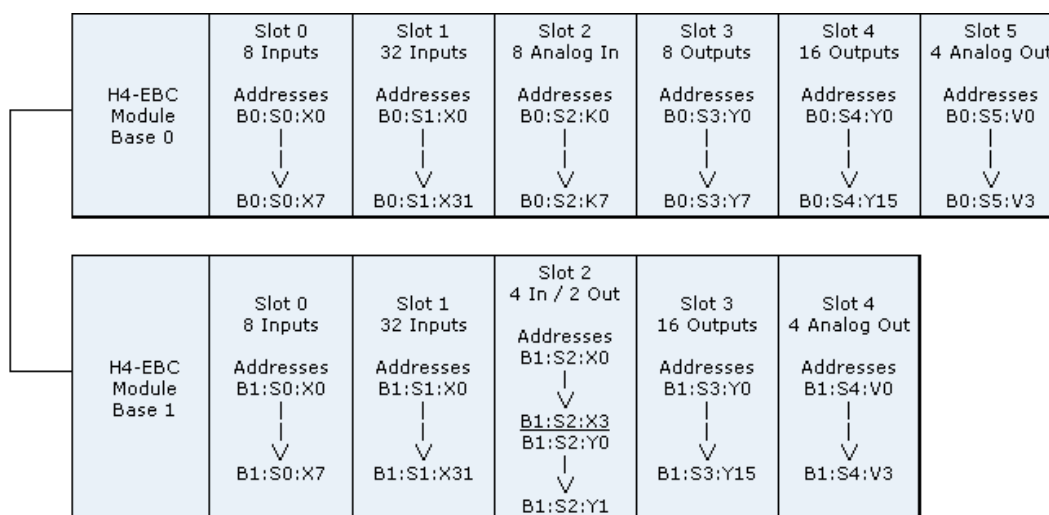 H4-EBC
Module
Base 0
Slot 0
8 Inputs
Addresses
B0:S0:X0
B0:S0:X7
Slot 1
32 Inputs
Addresses
B0:S1:X0
B0:S1:X31
Slot 2
8 Analog In
Addresses
B0:S2:K0
B0:S2:K7
Slot 3
8 Outputs
Addresses
B0:S3:Y0
B0:S3:Y7
Slot 4
16 Outputs
Addresses
B0:S4:Y0
B0:S4:Y15
Slot 5
4 Analog Out
Addresses
B0:S5:V0
B0:S5:V3
H4-EBC
Module
Base 1
Slot 0
8 Inputs
Addresses
B1:S0:X0
B1:S0:X7
Slot 1
32 Inputs
Addresses
B1:S1:X0
B1:S1:X31
Slot 2
4 In / 2 Out
Addresses
B1:S2:X0
B1:S2:X3
B1:S2:Y0
B1:S2:Y1
Slot 3
16 Outputs
Addresses
B1:S3:Y0
B1:S3:Y15
Slot 4
4 Analog Out
Addresses
B1:S4:V0
B1:S4:V3